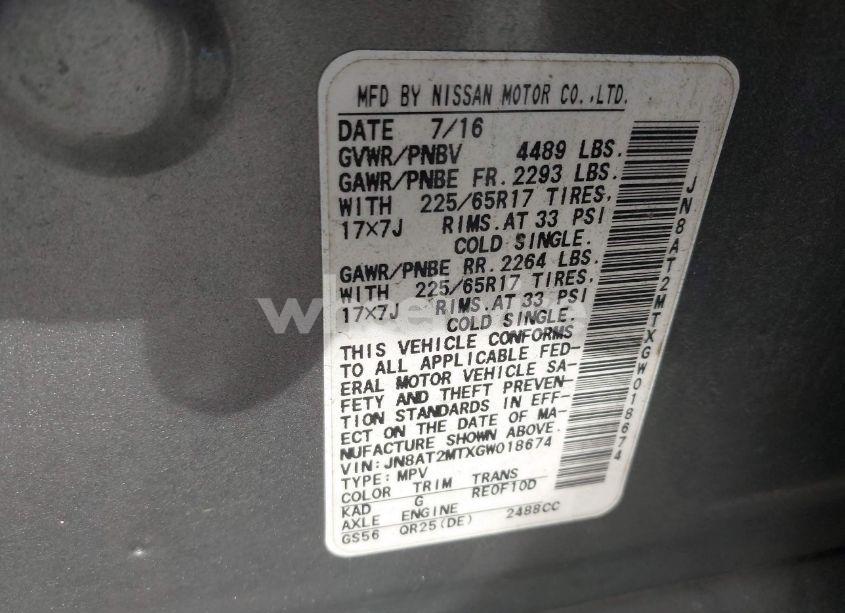 MFD BY NISSAN MOTOR CO.,LTD.
DATE 7/16
GVWR/PNBV 4489 LBS.
GAWR/PNBE FR. 2293 LBS.
WITH 225/65R17 TIRES,
17×7J RIMS.AT 33 PSI
COLD SINGLE.
GAWR/PNBE RR. 2264 LBS.
WITH 225/65R17 TIRES,
17×7J RIMS.AT 33 PSI
COLD SINGLE.
THIS VEHICLE CONFORMS
TO ALL APPLICABLE FED-
ERAL MOTOR VEHICLE SA-
FETY AND THEFT PREVEN-
TION STANDARDS IN EFF-
ECT ON THE DATE OF MA-
NUFACTURE SHOWN ABOVE.
VIN:JN8AT2MTXGW018674
TYPE:MPV
COLOR TRIM TRANS
KAD G RE0F10D
AXLE ENGINE
GS56 QR25(DE) 2488CC
JN8AT2MTXGW018674